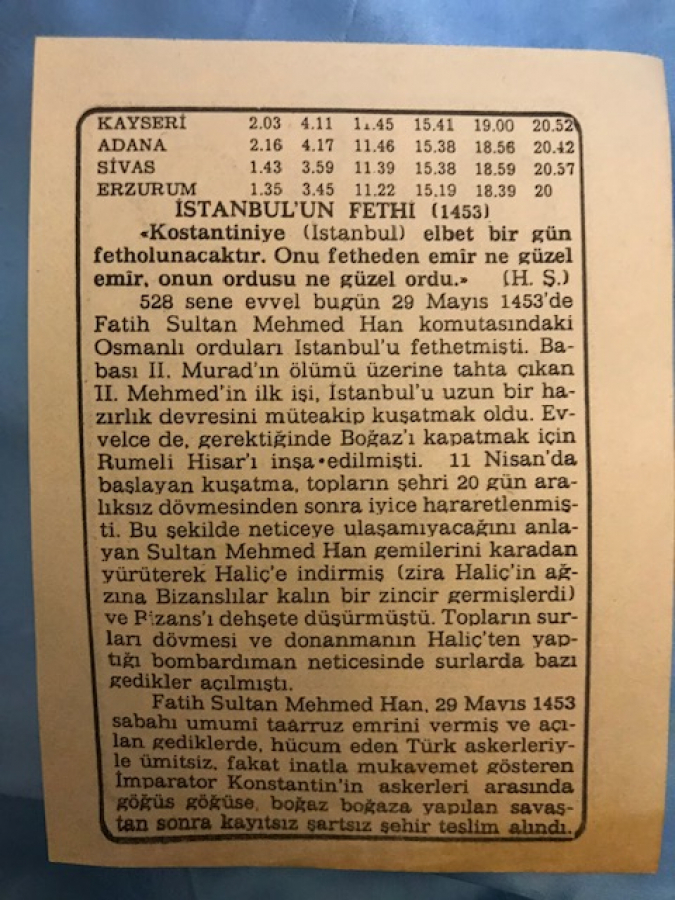 KAYSERİ 2.03 4.11 11.45 15.41 19.00 20.52
ADANA 2.16 4.17 11.46 15.38 18.56 20.42
SİVAS 1.43 3.59 11.39 15.38 18.59 20.57
ERZURUM 1.35 3.45 11.22 15.19 18.39 20
İSTANBUL'UN FETHİ (1453)
«Kostantiniye (İstanbul) elbet bir gün
fetholunacaktır. Onu fetheden emîr ne güzel
emîr, onun ordusu ne güzel ordu.» (H. Ş.)
528 sene evvel bugün 29 Mayıs 1453'de
Fatih Sultan Mehmed Han komutasındaki
Osmanlı orduları İstanbul'u fethetmişti. Ba-
bası II. Murad'ın ölümü üzerine tahta çıkan
II. Mehmed'in ilk işi, İstanbul'u uzun bir ha-
zırlık devresini müteakip kuşatmak oldu. Ev-
velce de, gerektiğinde Boğaz'ı kapatmak için
Rumeli Hisar'ı inşa edilmişti. 11 Nisan'da
başlayan kuşatma, topların şehri 20 gün ara-
lıksız dövmesinden sonra iyice hararetlenmiş-
ti. Bu şekilde neticeye ulaşamıyacağını anla-
yan Sultan Mehmed Han gemilerini karadan
yürüterek Haliç'e indirmiş (zira Haliç'in ağ-
zına Bizanslılar kalın bir zincir germişlerdi)
ve Bizans'ı dehşete düşürmüştü. Topların sur-
ları dövmesi ve donanmanın Haliç'ten yap-
tığı bombardıman neticesinde surlarda bazı
gedikler açılmıştı.
Fatih Sultan Mehmed Han, 29 Mayıs 1453
sabahı umumi taarruz emrini vermiş ve açı-
lan gediklerde, hücum eden Türk askerleriy-
le ümitsiz, fakat inatla mukavemet gösteren
İmparator Konstantin'in askerleri arasında
göğüs göğüse, boğaz boğaza yapılan savaş-
tan sonra kayıtsız şartsız şehir teslim alındı.